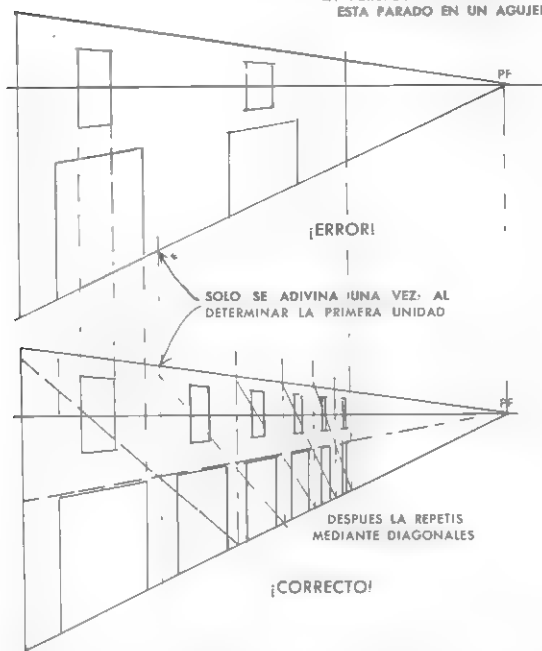 ESTA PARADO EN UN
PF
¡ERROR!
SOLO SE ADIVINA UNA VEZ: AL
DETERMINAR LA PRIMERA UNIDAD
PF
DESPUES LA REPETIS
MEDIANTE DIAGONALES
¡CORRECTO!